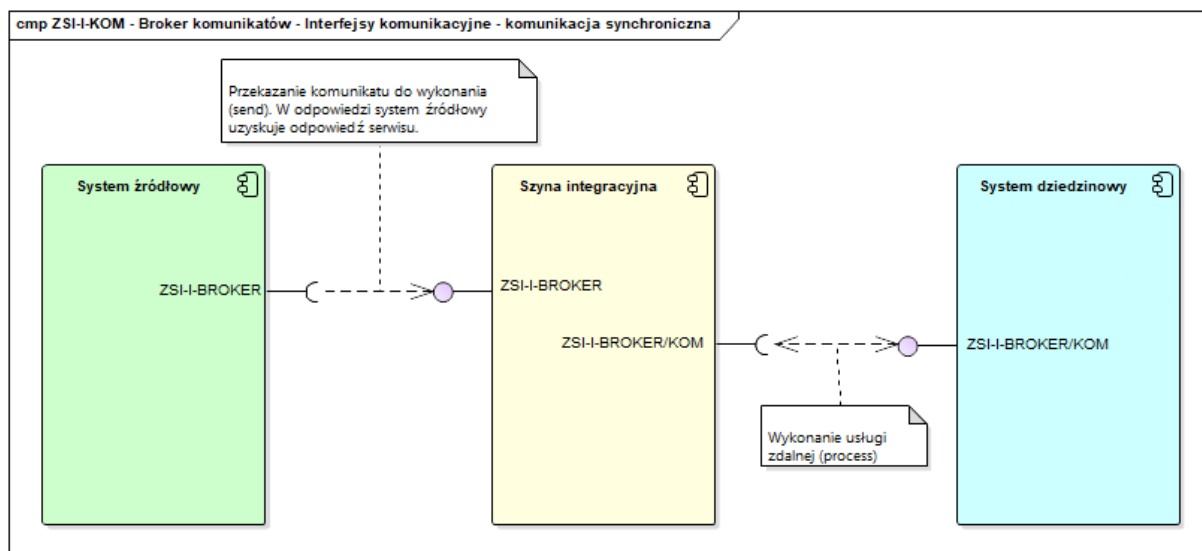 cmp ZSI-I-KOM - Broker komunikatów - Interfejsy komunikacyjne - komunikacja synchroniczna
Przekazanie komunikatu do wykonania
(send). W odpowiedzi system źródłowy
uzyskuje odpowiedź serwisu.
System źródłowy
Szyna integracyjna
System dziedzinowy
ZSI-I-BROKER
ZSI-I-BROKER
ZSI-I-BROKER/KOM
ZSI-I-BROKER/KOM
Wykonanie usługi
zdalnej (process)